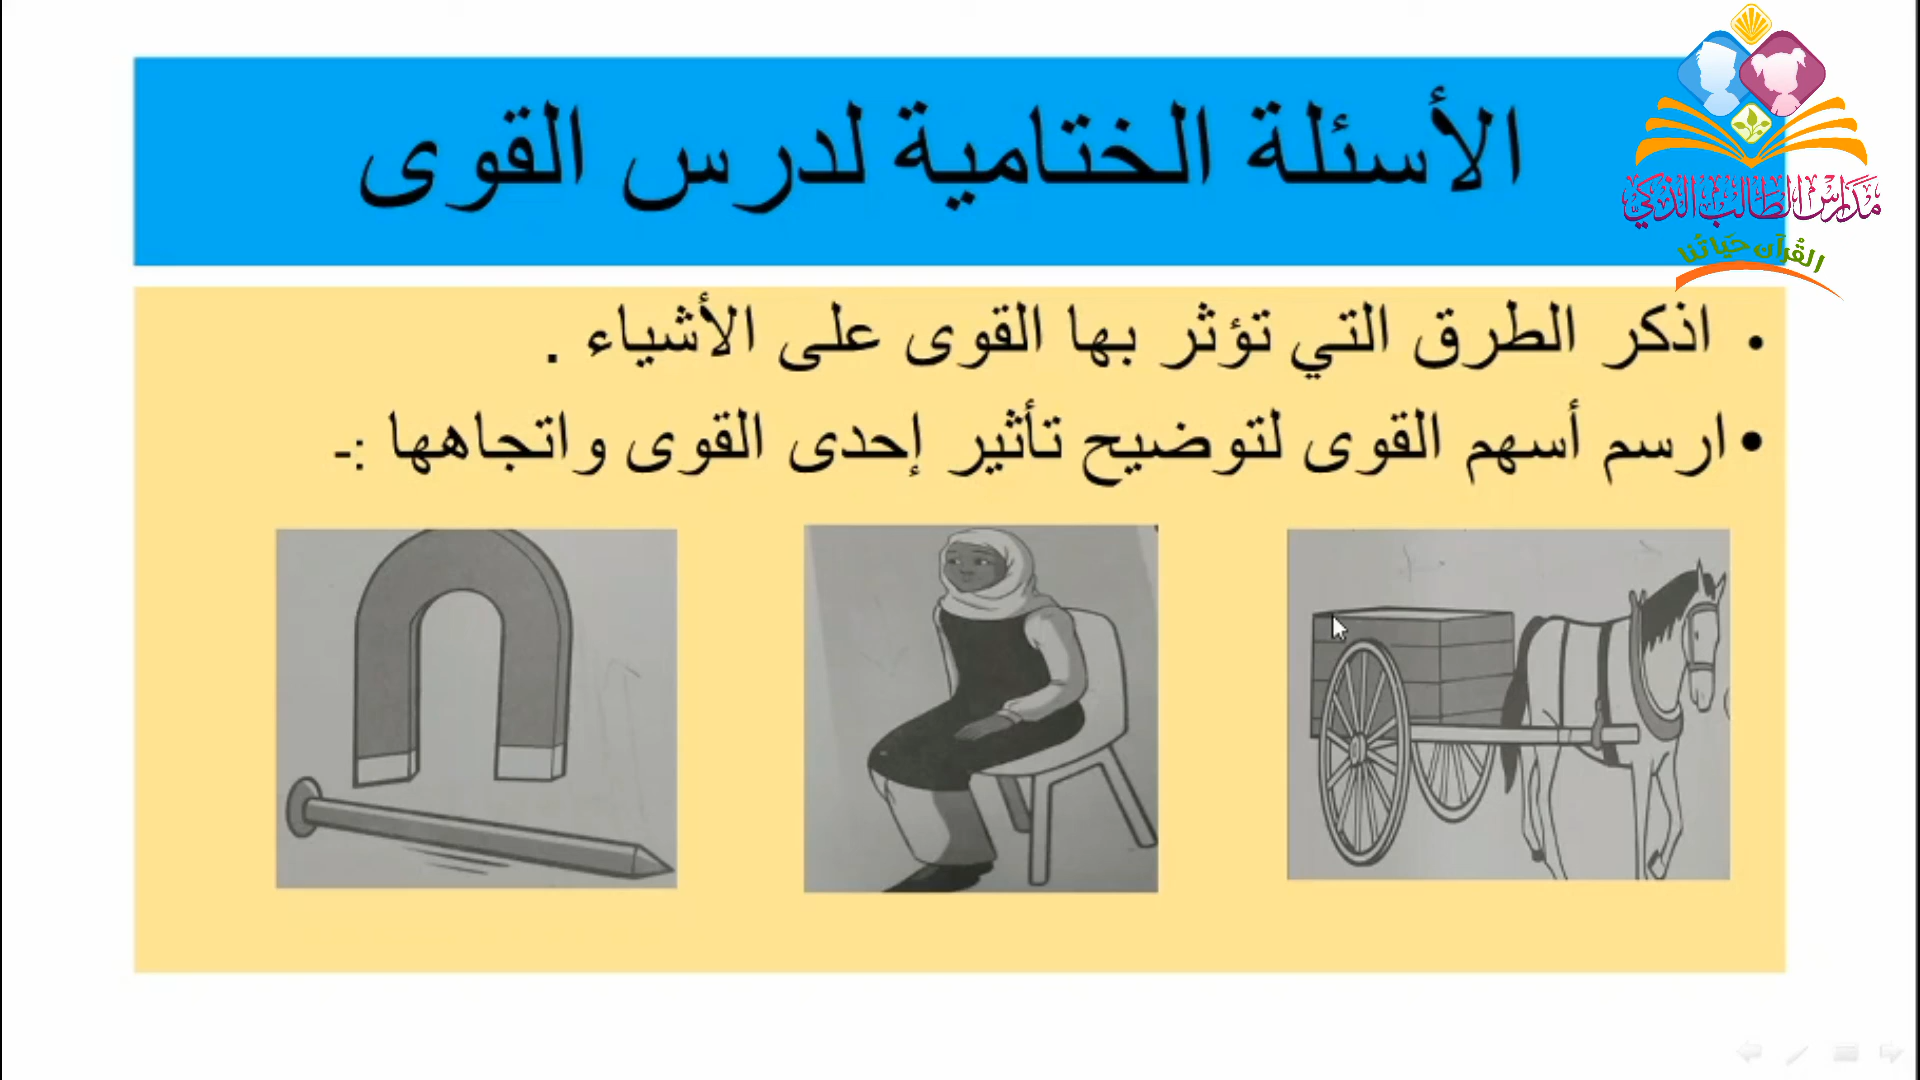 الأسئلة الختامية لدرس القوى
مدارس الطالب الذكي
القرآن حياتنا
• اذكر الطرق التي تؤثر بها القوى على الأشياء .
• ارسم أسهم القوى لتوضيح تأثير إحدى القوى واتجاهها :-